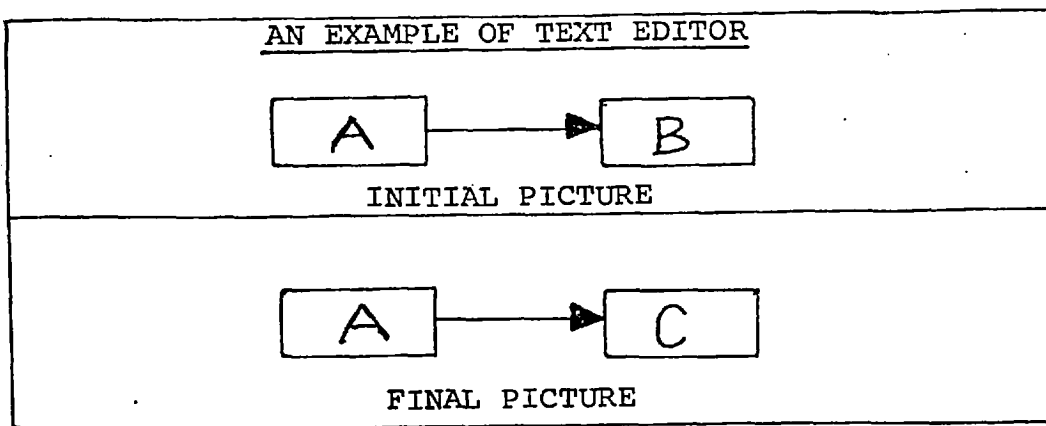 AN EXAMPLE OF TEXT EDITOR
A B
INITIAL PICTURE
A C
FINAL PICTURE